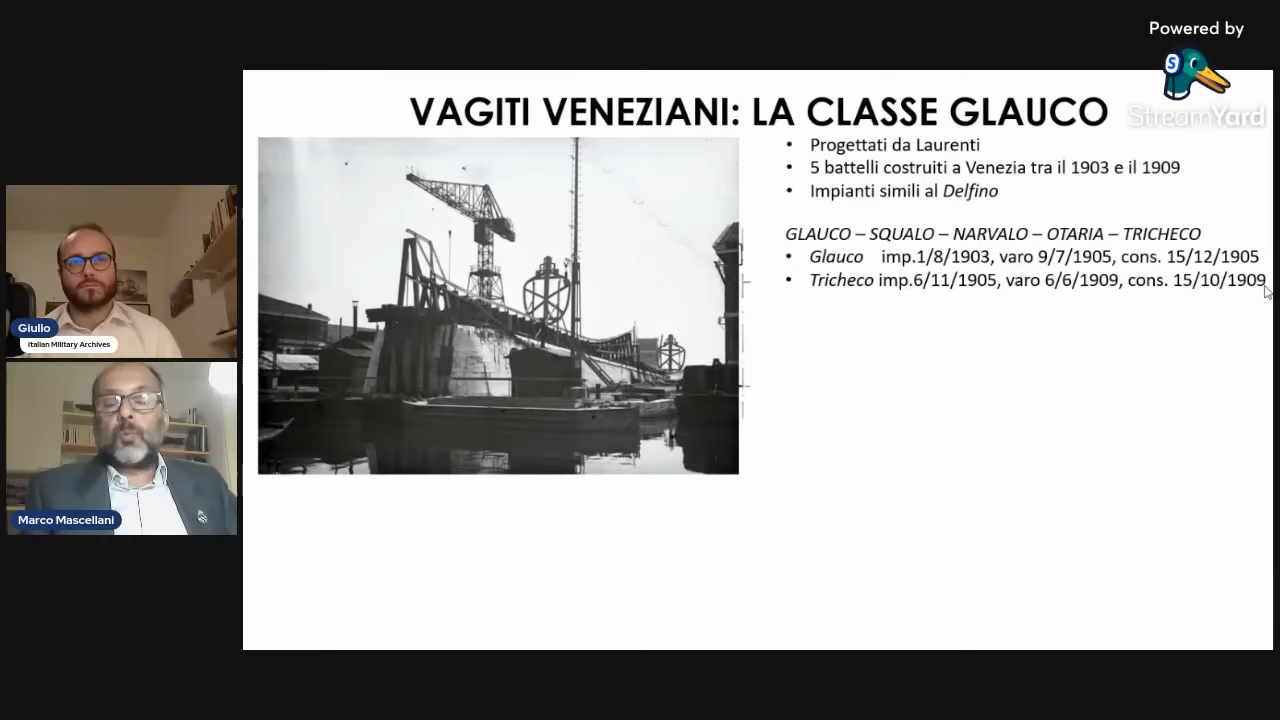 Powered by
StreamYard
VAGITI VENEZIANI: LA CLASSE GLAUCO
• Progettati da Laurenti
• 5 battelli costruiti a Venezia tra il 1903 e il 1909
• Impianti simili al Delfino
GLAUCO – SQUALO – NARVALO – OTARIA – TRICHECO
• Glauco imp.1/8/1903, varo 9/7/1905, cons. 15/12/1905
• Tricheco imp.6/11/1905, varo 6/6/1909, cons. 15/10/1909
Giulio
Italian Military Archives
Marco Mascellani